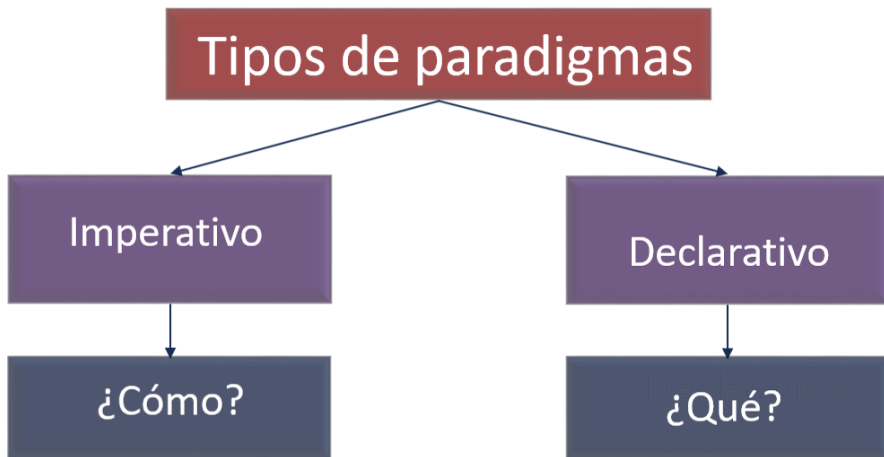 Tipos de paradigmas
Imperativo
Declarativo
¿Cómo?
¿Qué?